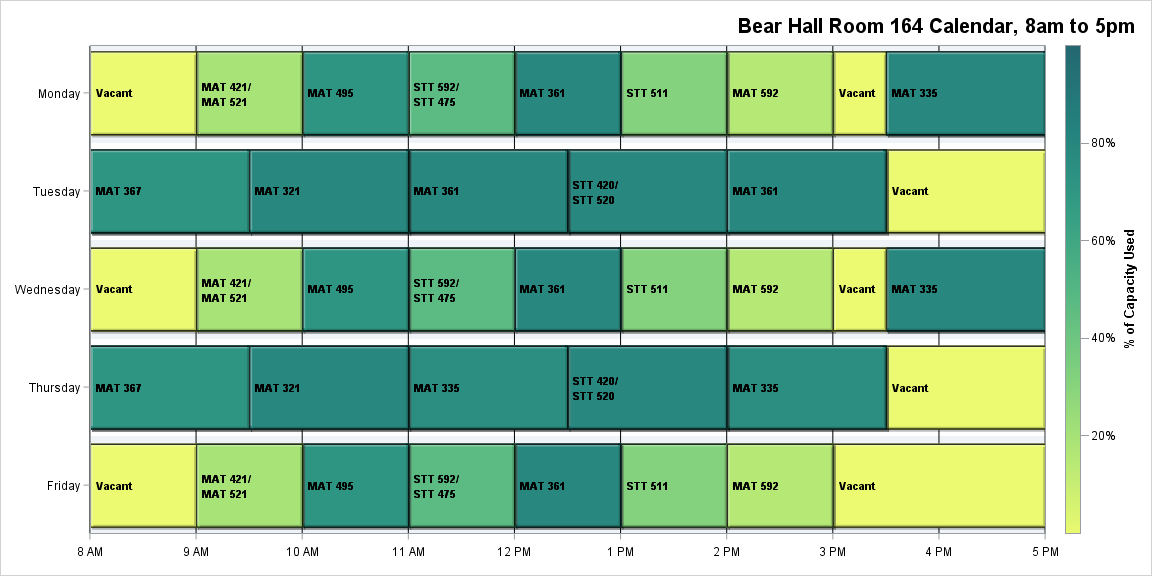 Bear Hall Room 164 Calendar, 8am to 5pm
Monday
Vacant
MAT 421/
MAT 521
MAT 495
STT 592/
STT 475
MAT 361
STT 511
MAT 592
Vacant
MAT 335
Tuesday
MAT 367
MAT 321
MAT 361
STT 420/
STT 520
MAT 361
Vacant
Wednesday
Vacant
MAT 421/
MAT 521
MAT 495
STT 592/
STT 475
MAT 361
STT 511
MAT 592
Vacant
MAT 335
Thursday
MAT 367
MAT 321
MAT 335
STT 420/
STT 520
MAT 335
Vacant
Friday
Vacant
MAT 421/
MAT 521
MAT 495
STT 592/
STT 475
MAT 361
STT 511
MAT 592
Vacant
8 AM
9 AM
10 AM
11 AM
12 PM
1 PM
2 PM
3 PM
4 PM
5 PM
80%
60%
40%
20%
% of Capacity Used